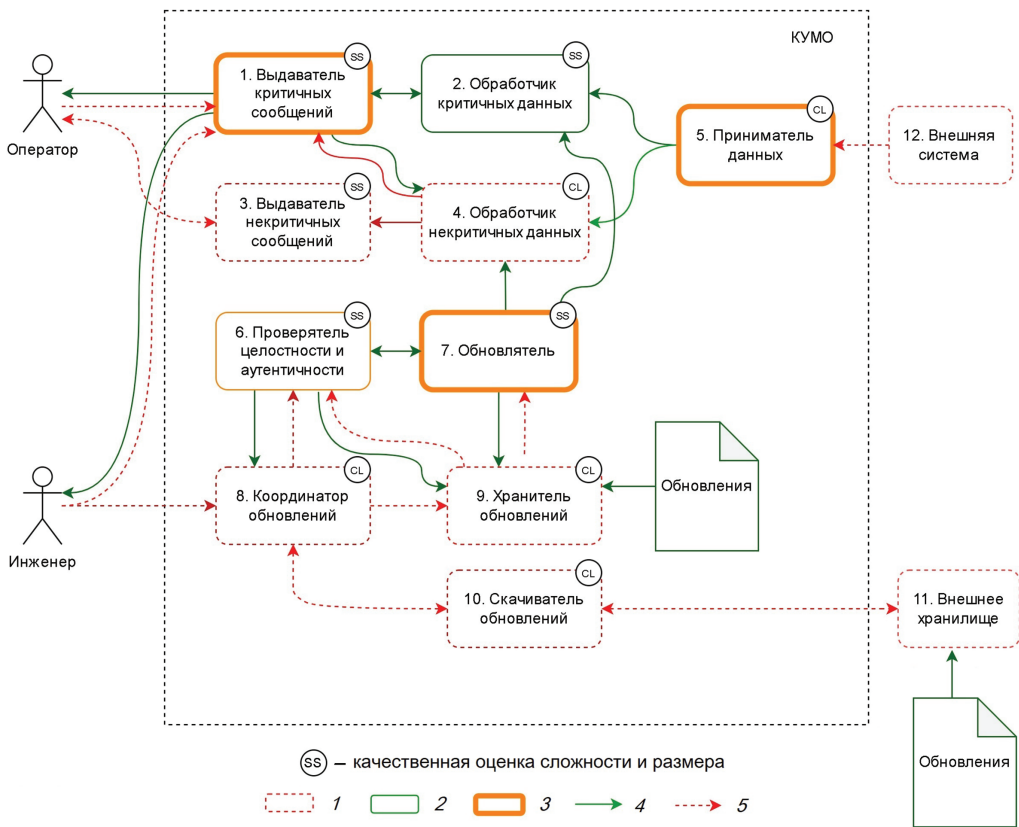 КУМО
SS
1. Выдаватель
критичных
сообщений
SS
2. Обработчик
критичных данных
CL
5. Приниматель
данных
12. Внешняя
система
Оператор
SS
3. Выдаватель
некритичных
сообщений
CL
4. Обработчик
некритичных данных
SS
6. Проверятель
целостности и
аутентичности
SS
7. Обновлятель
CL
8. Координатор
обновлений
CL
9. Хранитель
обновлений
Обновления
Инженер
CL
10. Скачиватель
обновлений
11. Внешнее
хранилище
Обновления
SS – качественная оценка сложности и размера
1 2 3 4 5